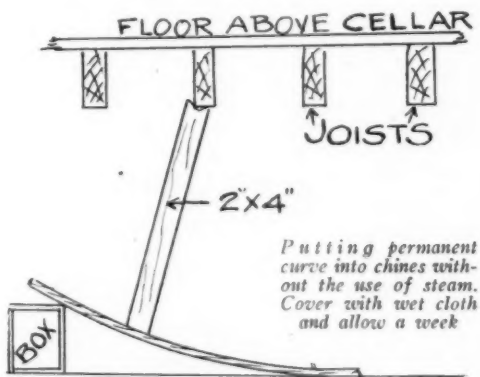 FLOOR ABOVE CELLAR
JOISTS
2"X4"
Putting permanent
curve into chines with-
out the use of steam.
Cover with wet cloth
and allow a week
BOX